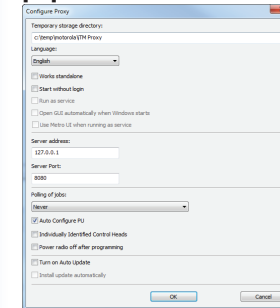 Configure Proxy
Temporary storage directory:
c:\temp\motorola\iTM Proxy
Language:
English
Works standalone
Start without login
Run as service
Open GUI automatically when Windows starts
Use Metro UI when running as service
Server address:
127.0.0.1
Server Port:
8080
Polling of jobs:
Never
Auto Configure PU
Individually Identified Control Heads
Power radio off after programming
Turn on Auto Update
Install update automatically
OK Cancel